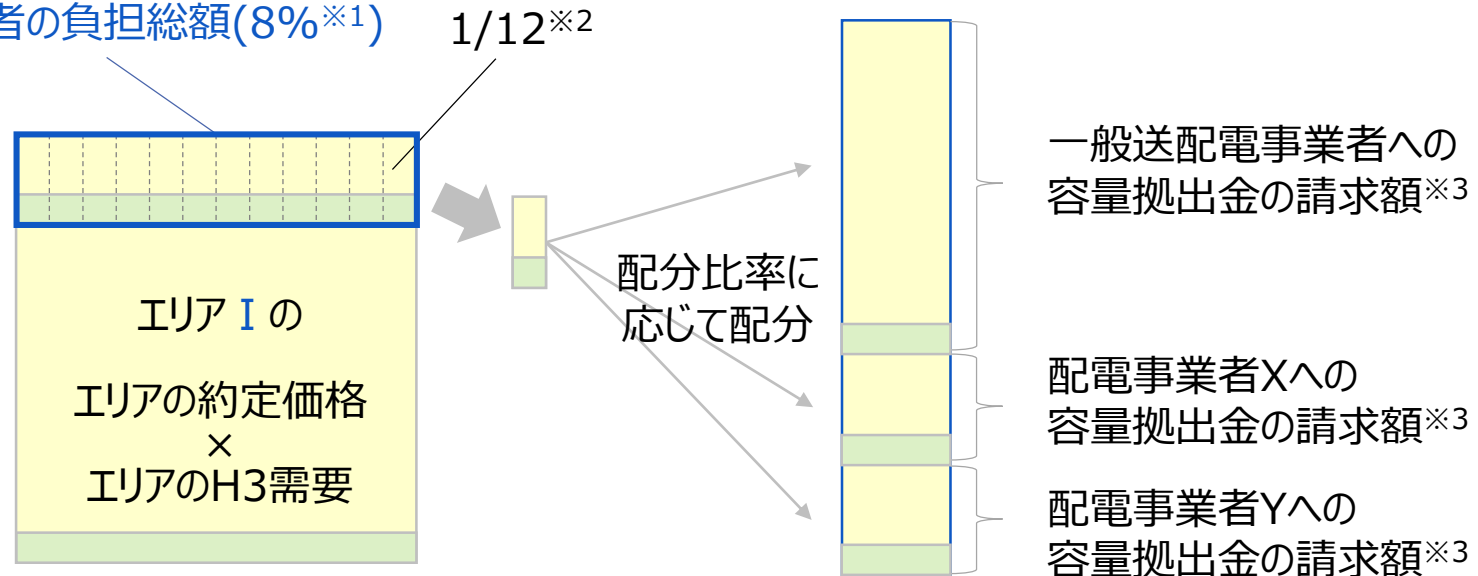 者の負担総額(8%※1)
1/12※2
エリア I の
エリアの約定価格
×
エリアのH3需要
配分比率に
応じて配分
一般送配電事業者への
容量拠出金の請求額※3
配電事業者Xへの
容量拠出金の請求額※3
配電事業者Yへの
容量拠出金の請求額※3